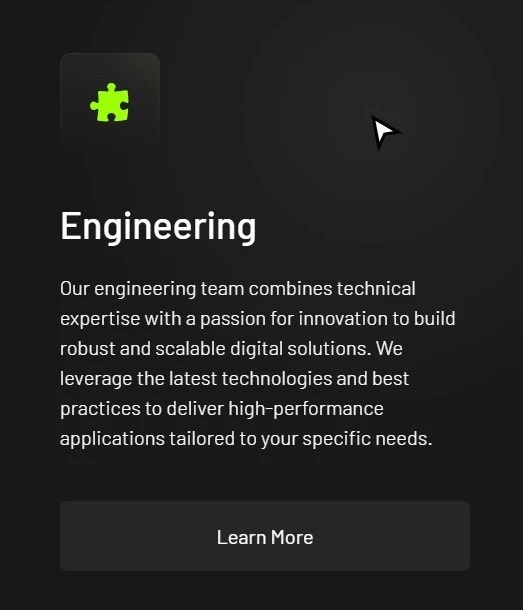 Engineering
Our engineering team combines technical
expertise with a passion for innovation to build
robust and scalable digital solutions. We
leverage the latest technologies and best
practices to deliver high-performance
applications tailored to your specific needs.
Learn More